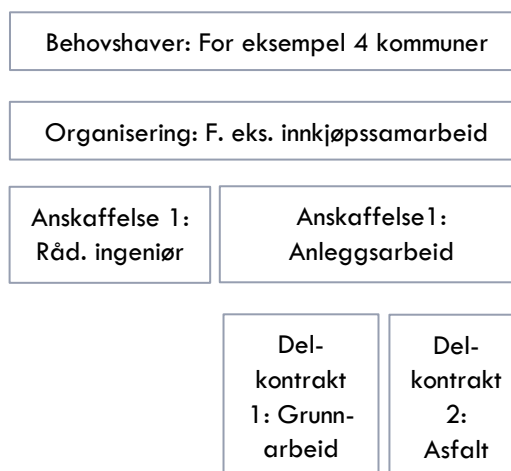 Behovshaver: For eksempel 4 kommuner
Organisering: F. eks. innkjøpssamarbeid
Anskaffelse 1:
Råd. ingeniør
Anskaffelse1:
Anleggsarbeid
Del-
kontrakt
1: Grunn-
arbeid
Del-
kontrakt
2:
Asfalt